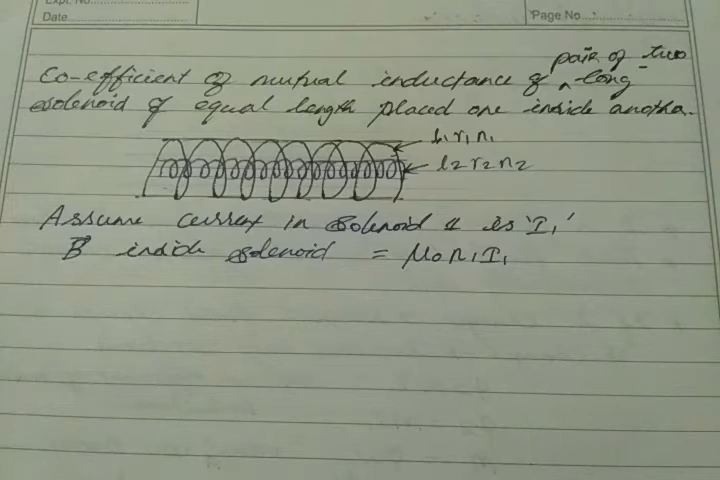 Expt. No.
Date
Page No.
Co-efficient of mutual inductance of pair of two long
solenoid of equal length placed one inside another.
l₁ r₁ n₁
l₂ r₂ n₂
Assume current in solenoid is 'I₁'
B inside solenoid = μ₀ n₁ I₁